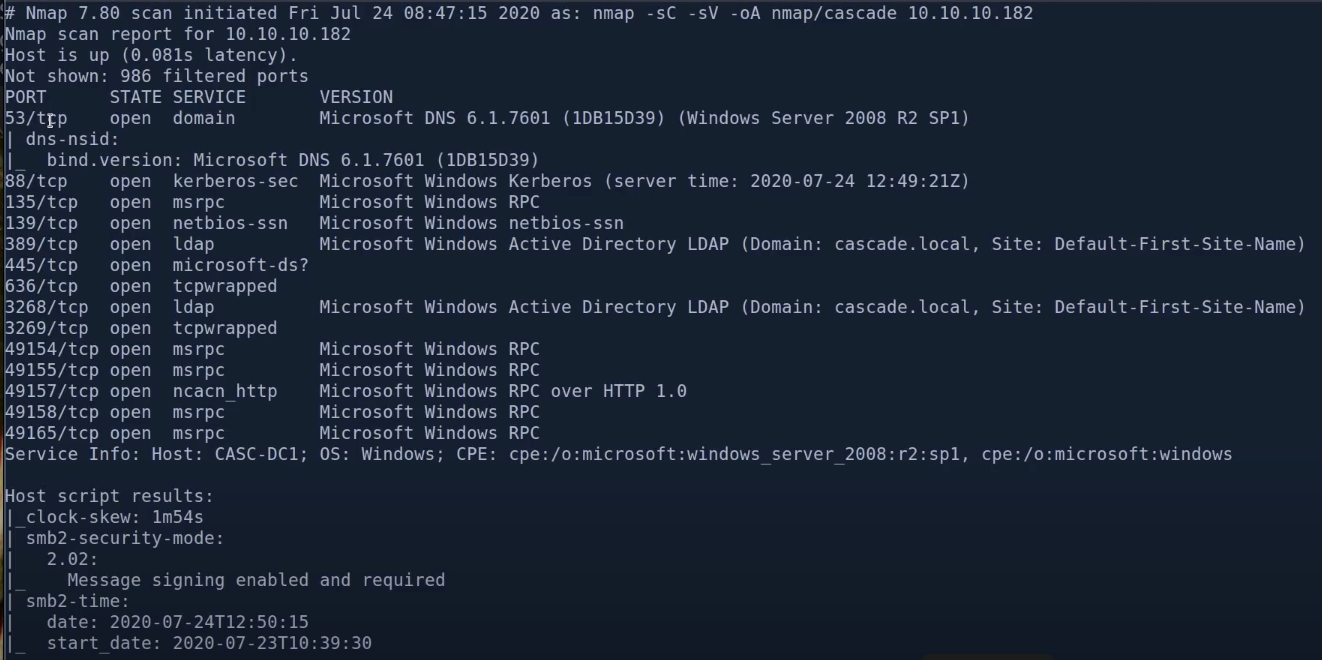 # Nmap 7.80 scan initiated Fri Jul 24 08:47:15 2020 as: nmap -sC -sV -oA nmap/cascade 10.10.10.182
Nmap scan report for 10.10.10.182
Host is up (0.081s latency).
Not shown: 986 filtered ports
PORT      STATE SERVICE       VERSION
53/tcp    open  domain        Microsoft DNS 6.1.7601 (1DB15D39) (Windows Server 2008 R2 SP1)
| dns-nsid:
|_  bind.version: Microsoft DNS 6.1.7601 (1DB15D39)
88/tcp    open  kerberos-sec  Microsoft Windows Kerberos (server time: 2020-07-24 12:49:21Z)
135/tcp   open  msrpc         Microsoft Windows RPC
139/tcp   open  netbios-ssn   Microsoft Windows netbios-ssn
389/tcp   open  ldap          Microsoft Windows Active Directory LDAP (Domain: cascade.local, Site: Default-First-Site-Name)
445/tcp   open  microsoft-ds?
636/tcp   open  tcpwrapped
3268/tcp  open  ldap          Microsoft Windows Active Directory LDAP (Domain: cascade.local, Site: Default-First-Site-Name)
3269/tcp  open  tcpwrapped
49154/tcp open  msrpc         Microsoft Windows RPC
49155/tcp open  msrpc         Microsoft Windows RPC
49157/tcp open  ncacn_http    Microsoft Windows RPC over HTTP 1.0
49158/tcp open  msrpc         Microsoft Windows RPC
49165/tcp open  msrpc         Microsoft Windows RPC
Service Info: Host: CASC-DC1; OS: Windows; CPE: cpe:/o:microsoft:windows_server_2008:r2:sp1, cpe:/o:microsoft:windows

Host script results:
|_clock-skew: 1m54s
| smb2-security-mode:
|   2.02:
|_    Message signing enabled and required
| smb2-time:
|   date: 2020-07-24T12:50:15
|_  start_date: 2020-07-23T10:39:30